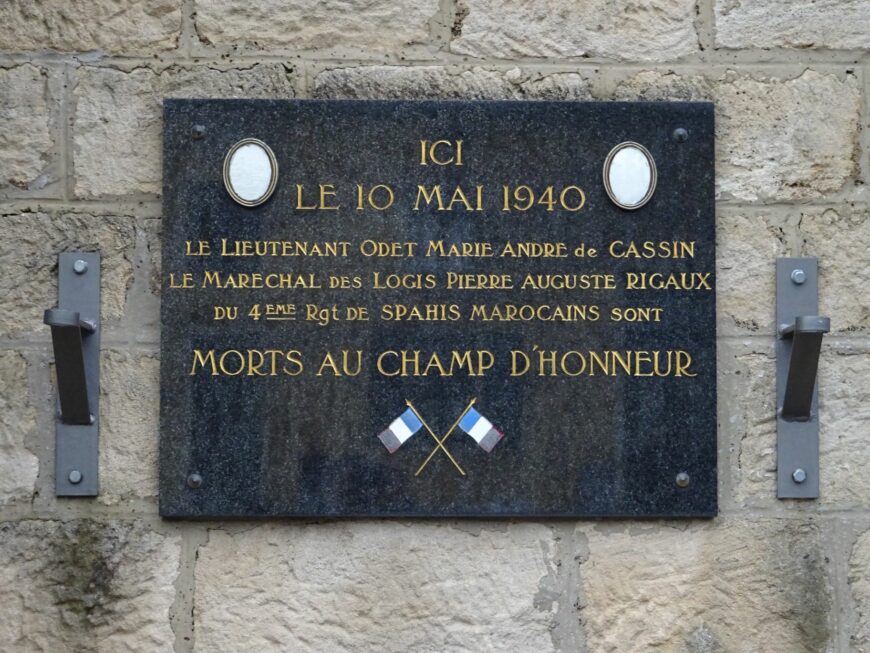 ICI
LE 10 MAI 1940
LE LIEUTENANT ODET MARIE ANDRE de CASSIN
LE MARECHAL DES LOGIS PIERRE AUGUSTE RIGAUX
DU 4EME Rgt DE SPAHIS MAROCAINS SONT
MORTS AU CHAMP D'HONNEUR